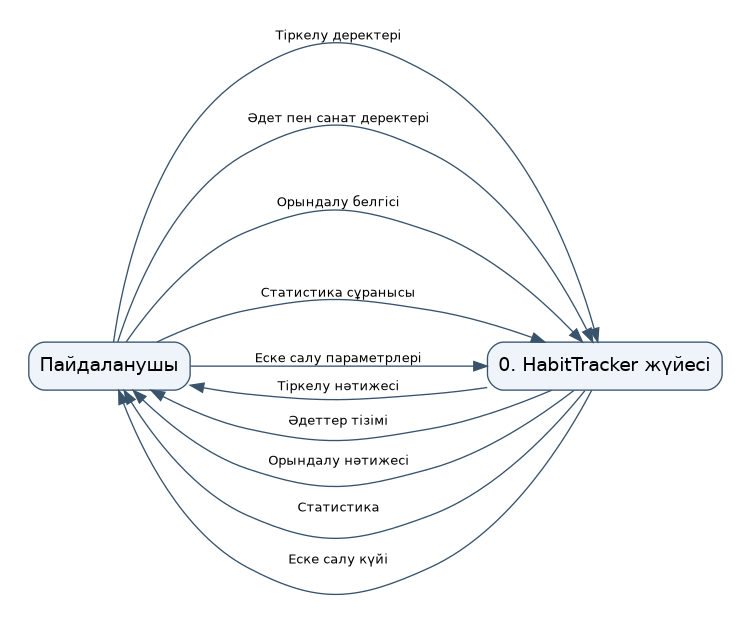 Тіркелу деректері
Әдет пен санат деректері
Орындалу белгісі
Статистика сұранысы
Пайдаланушы
Еске салу параметрлері
0. HabitTracker жүйесі
Тіркелу нәтижесі
Әдеттер тізімі
Орындалу нәтижесі
Статистика
Еске салу күйі